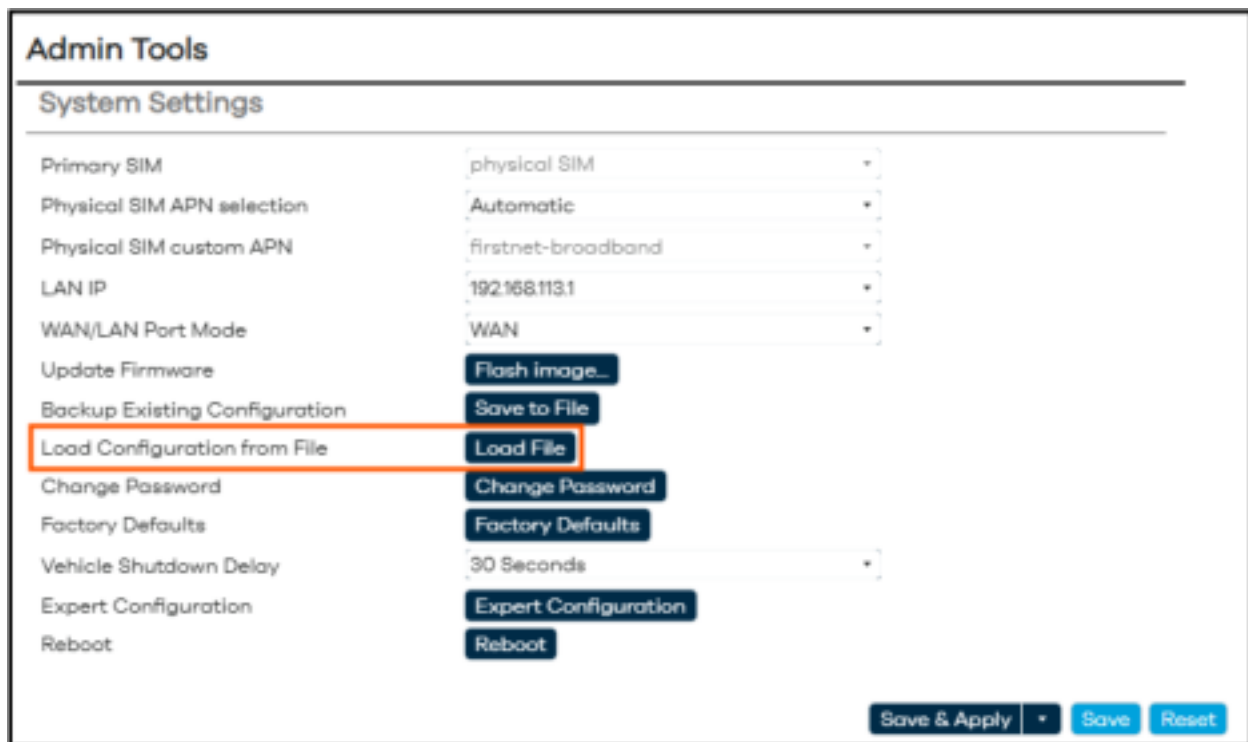 Admin Tools
System Settings
Primary SIM physical SIM
Physical SIM APN selection Automatic
Physical SIM custom APN firstnet-broadband
LAN IP 192.168.113.1
WAN/LAN Port Mode WAN
Update Firmware Flash image...
Backup Existing Configuration Save to File
Load Configuration from File Load File
Change Password Change Password
Factory Defaults Factory Defaults
Vehicle Shutdown Delay 30 Seconds
Expert Configuration Expert Configuration
Reboot Reboot
Save & Apply Save Reset